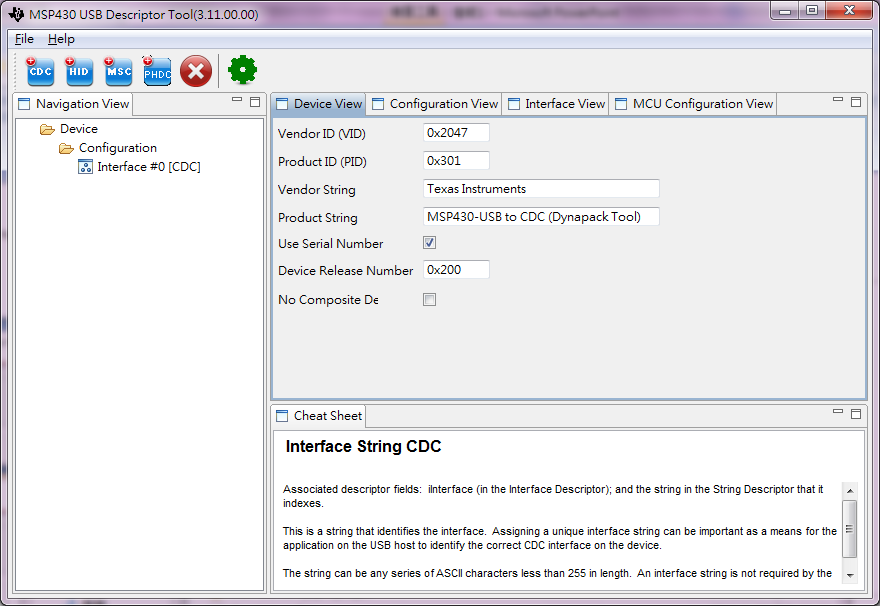 MSP430 USB Descriptor Tool(3.11.00.00)
File Help
CDC HID MSC PHDC
Navigation View
Device
Configuration
Interface #0 [CDC]
Device View Configuration View Interface View MCU Configuration View
Vendor ID (VID) 0x2047
Product ID (PID) 0x301
Vendor String Texas Instruments
Product String MSP430-USB to CDC (Dynapack Tool)
Use Serial Number
Device Release Number 0x200
No Composite De
Cheat Sheet
Interface String CDC
Associated descriptor fields: iInterface (in the Interface Descriptor); and the string in the String Descriptor that it
indexes.
This is a string that identifies the interface. Assigning a unique interface string can be important as a means for the
application on the USB host to identify the correct CDC interface on the device.
The string can be any series of ASCII characters less than 255 in length. An interface string is not required by the